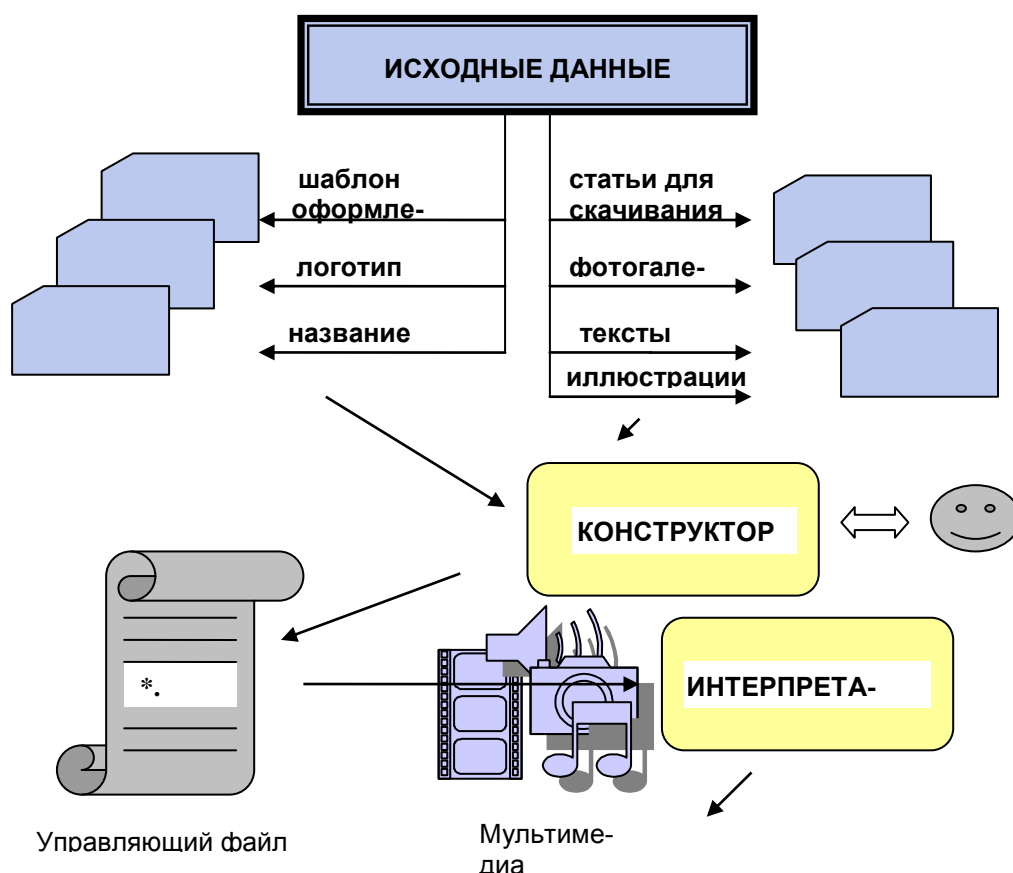 ИСХОДНЫЕ ДАННЫЕ
шаблон
оформле-
логотип
название
статьи для
скачивания
фотогале-
тексты
иллюстрации
КОНСТРУКТОР
*.
ИНТЕРПРЕТА-
Управляющий файл
Мультиме-
диа